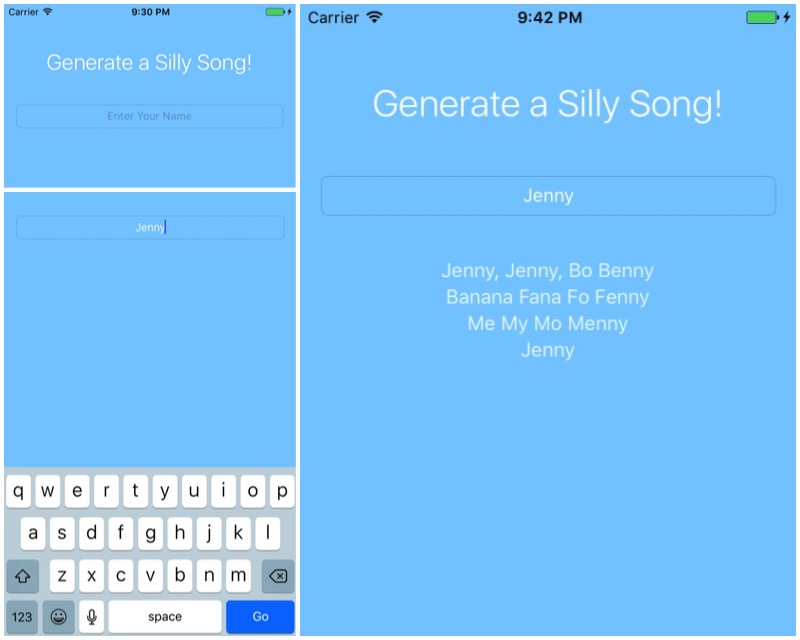 Carrier 9:30 PM
Generate a Silly Song!
Enter Your Name
Jenny
q w e r t y u i o p
a s d f g h j k l
z x c v b n m
123 space Go
Carrier 9:42 PM
Generate a Silly Song!
Jenny
Jenny, Jenny, Bo Benny
Banana Fana Fo Fenny
Me My Mo Menny
Jenny